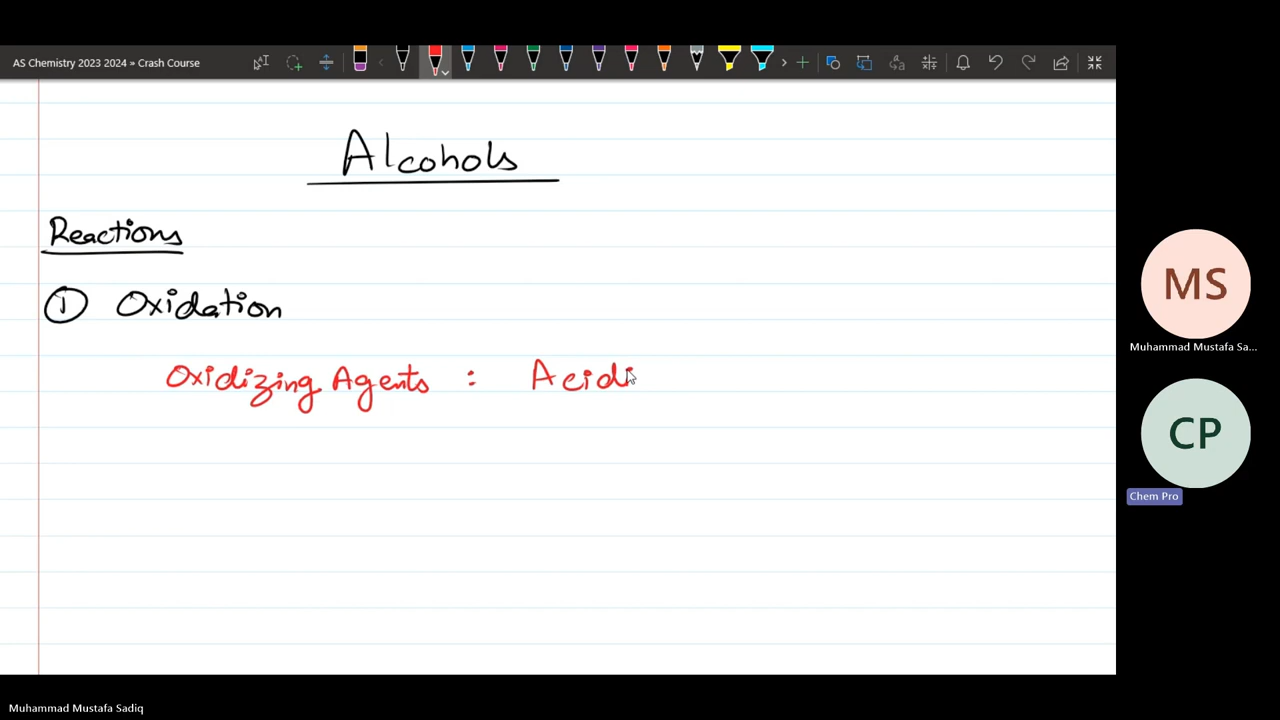 AS Chemistry 2023 2024 » Crash Course
Alcohols
Reactions
① Oxidation
Oxidizing Agents : Acidi
MS
Muhammad Mustafa Sa...
CP
Chem Pro
Muhammad Mustafa Sadiq